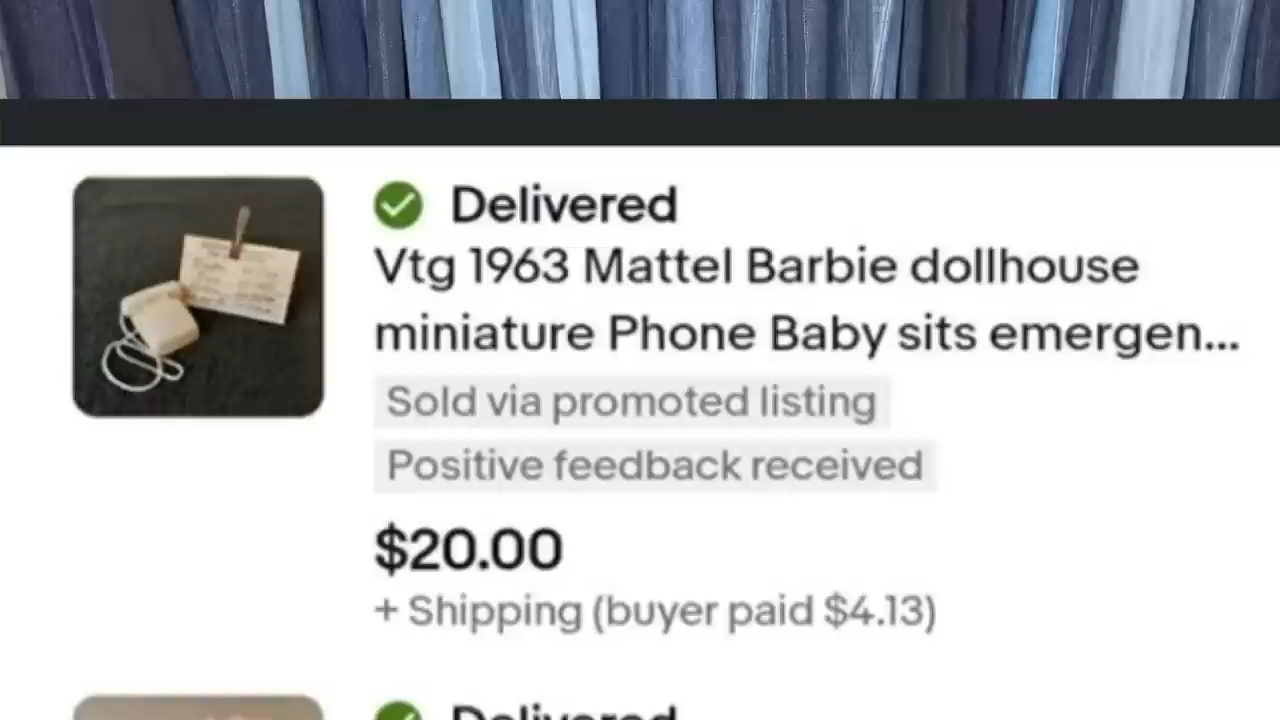 Delivered
Vtg 1963 Mattel Barbie dollhouse
miniature Phone Baby sits emergen...
Sold via promoted listing
Positive feedback received
$20.00
+ Shipping (buyer paid $4.13)
Delivered